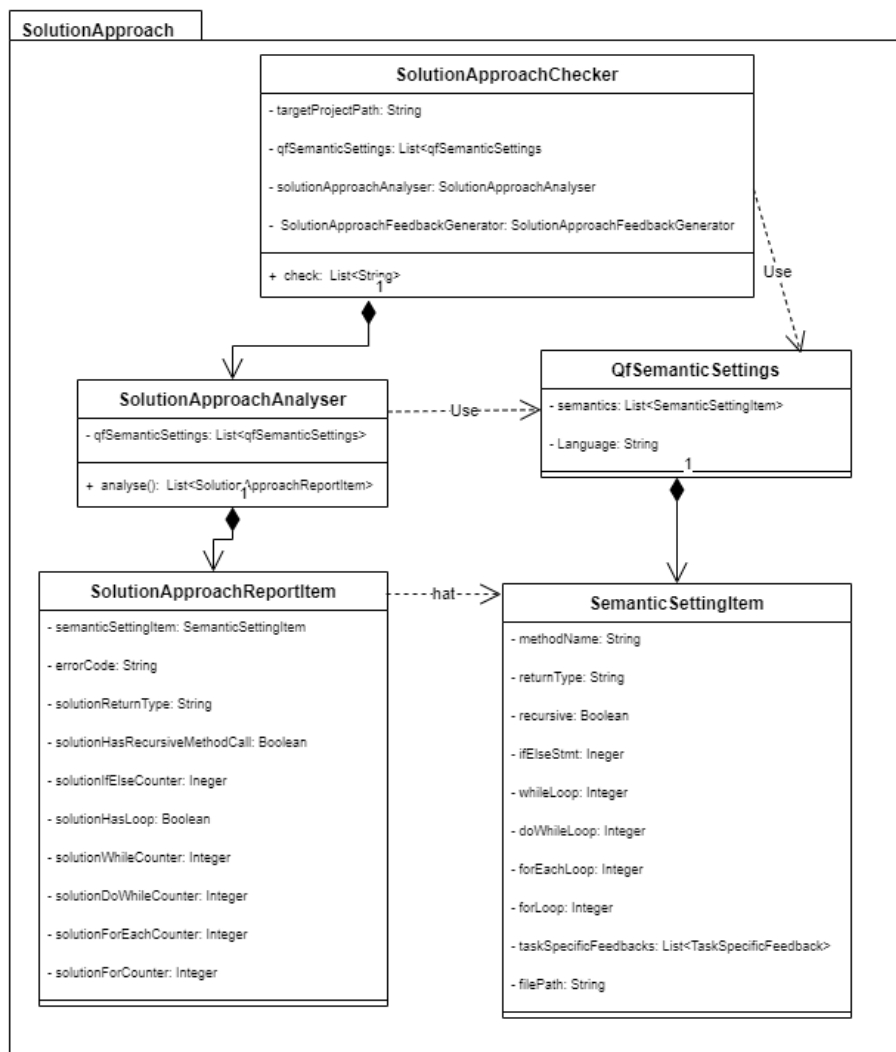 SolutionApproach
SolutionApproachChecker
- targetProjectPath: String
- qfSemanticSettings: List<qfSemanticSettings
- solutionApproachAnalyser: SolutionApproachAnalyser
- SolutionApproachFeedbackGenerator: SolutionApproachFeedbackGenerator
+ check: List<String>
1
Use
SolutionApproachAnalyser
- qfSemanticSettings: List<qfSemanticSettings>
+ analyse(): List<SolutionApproachReportItem>
1
Use
QfSemanticSettings
- semantics: List<SemanticSettingItem>
- Language: String
1
SolutionApproachReportItem
- semanticSettingItem: SemanticSettingItem
- errorCode: String
- solutionReturnType: String
- solutionHasRecursiveMethodCall: Boolean
- solutionIfElseCounter: Ineger
- solutionHasLoop: Boolean
- solutionWhileCounter: Integer
- solutionDoWhileCounter: Integer
- solutionForEachCounter: Integer
- solutionForCounter: Integer
hat
SemanticSettingItem
- methodName: String
- returnType: String
- recursive: Boolean
- ifElseStmt: Ineger
- whileLoop: Integer
- doWhileLoop: Integer
- forEachLoop: Integer
- forLoop: Integer
- taskSpecificFeedbacks: List<TaskSpecificFeedback>
- filePath: String